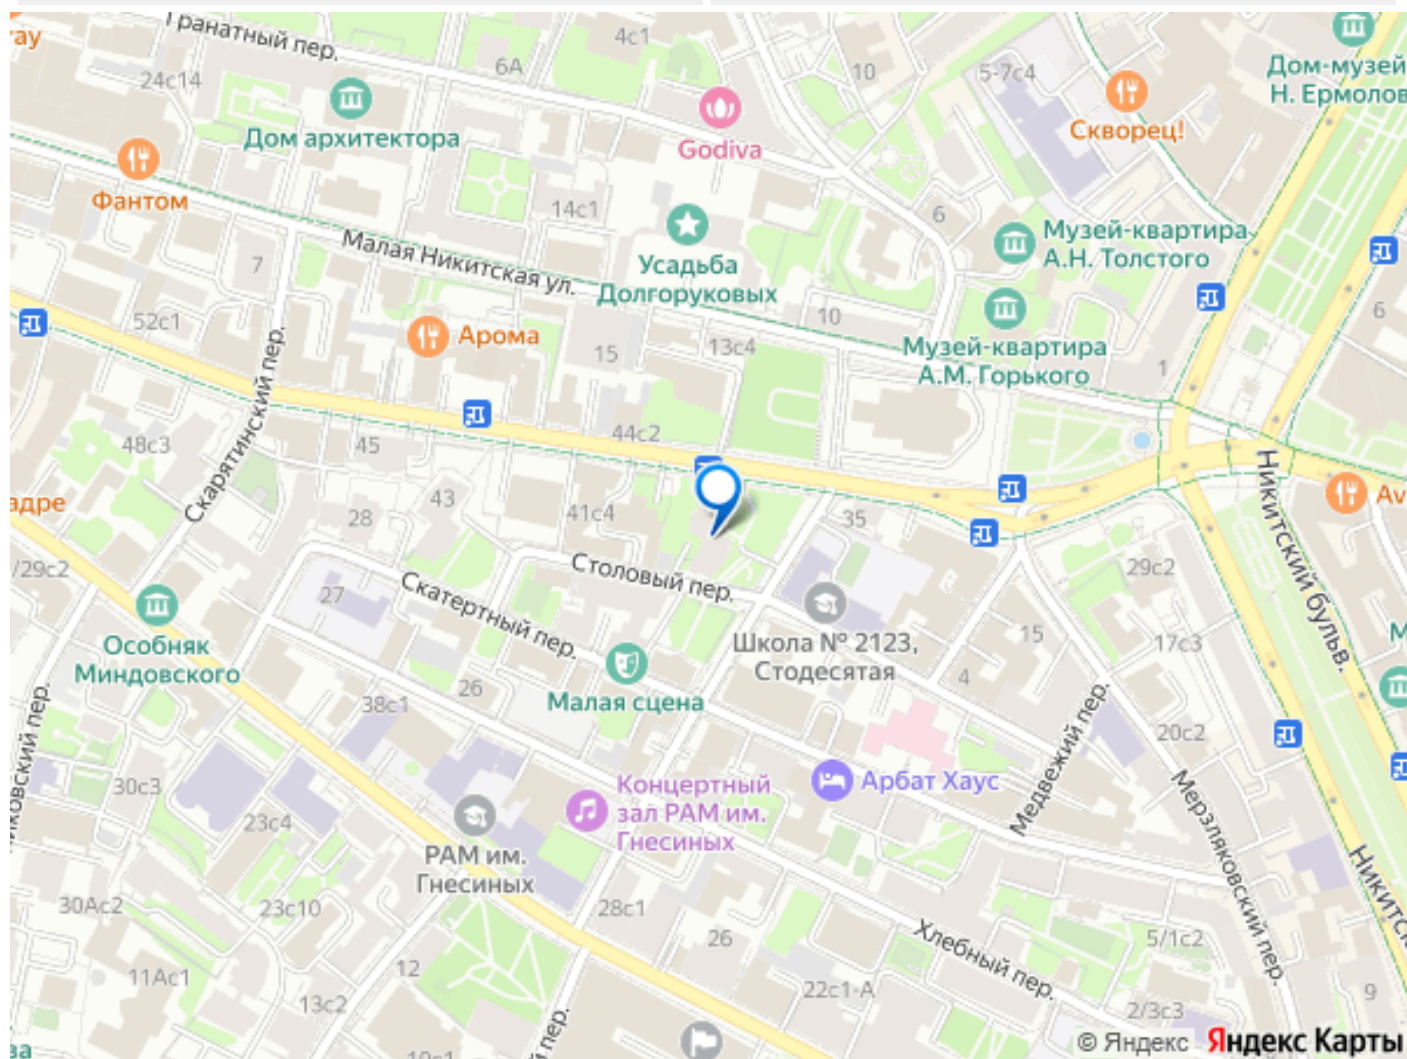 Гранатный пер.
4с1
6А
24с14
10
5-7с4
Дом-музей
Н. Ермолов
Дом архитектора
Godiva
Скворец!
Фантом
14с1
6
Музей-квартира
А.Н. Толстого
Малая Никитская ул.
Усадьба
Долгоруковых
7
52с1
Арома
15
10
13с4
Музей-квартира
А.М. Горького
1
6
Скарятинский пер.
48с3
45
44с2
43
28
41с4
35
Av
адре
/29с2
27
Столовый пер.
Скатертный пер.
Никитский бульв.
29с2
Особняк
Миндовского
Школа № 2123,
Стодесятая
15
17с3
4
26
38с1
Малая сцена
Медвежий пер.
20с2
30с3
23с4
Концертный
зал РАМ им.
Гнесиных
Арбат Хаус
Мерзляковский пер.
РАМ им.
Гнесиных
30Ас2
23с10
28с1
26
Хлебный пер.
5/1с2
11Ас1
12
13с2
22с1-А
2/3с3
9
© Яндекс Яндекс Карты